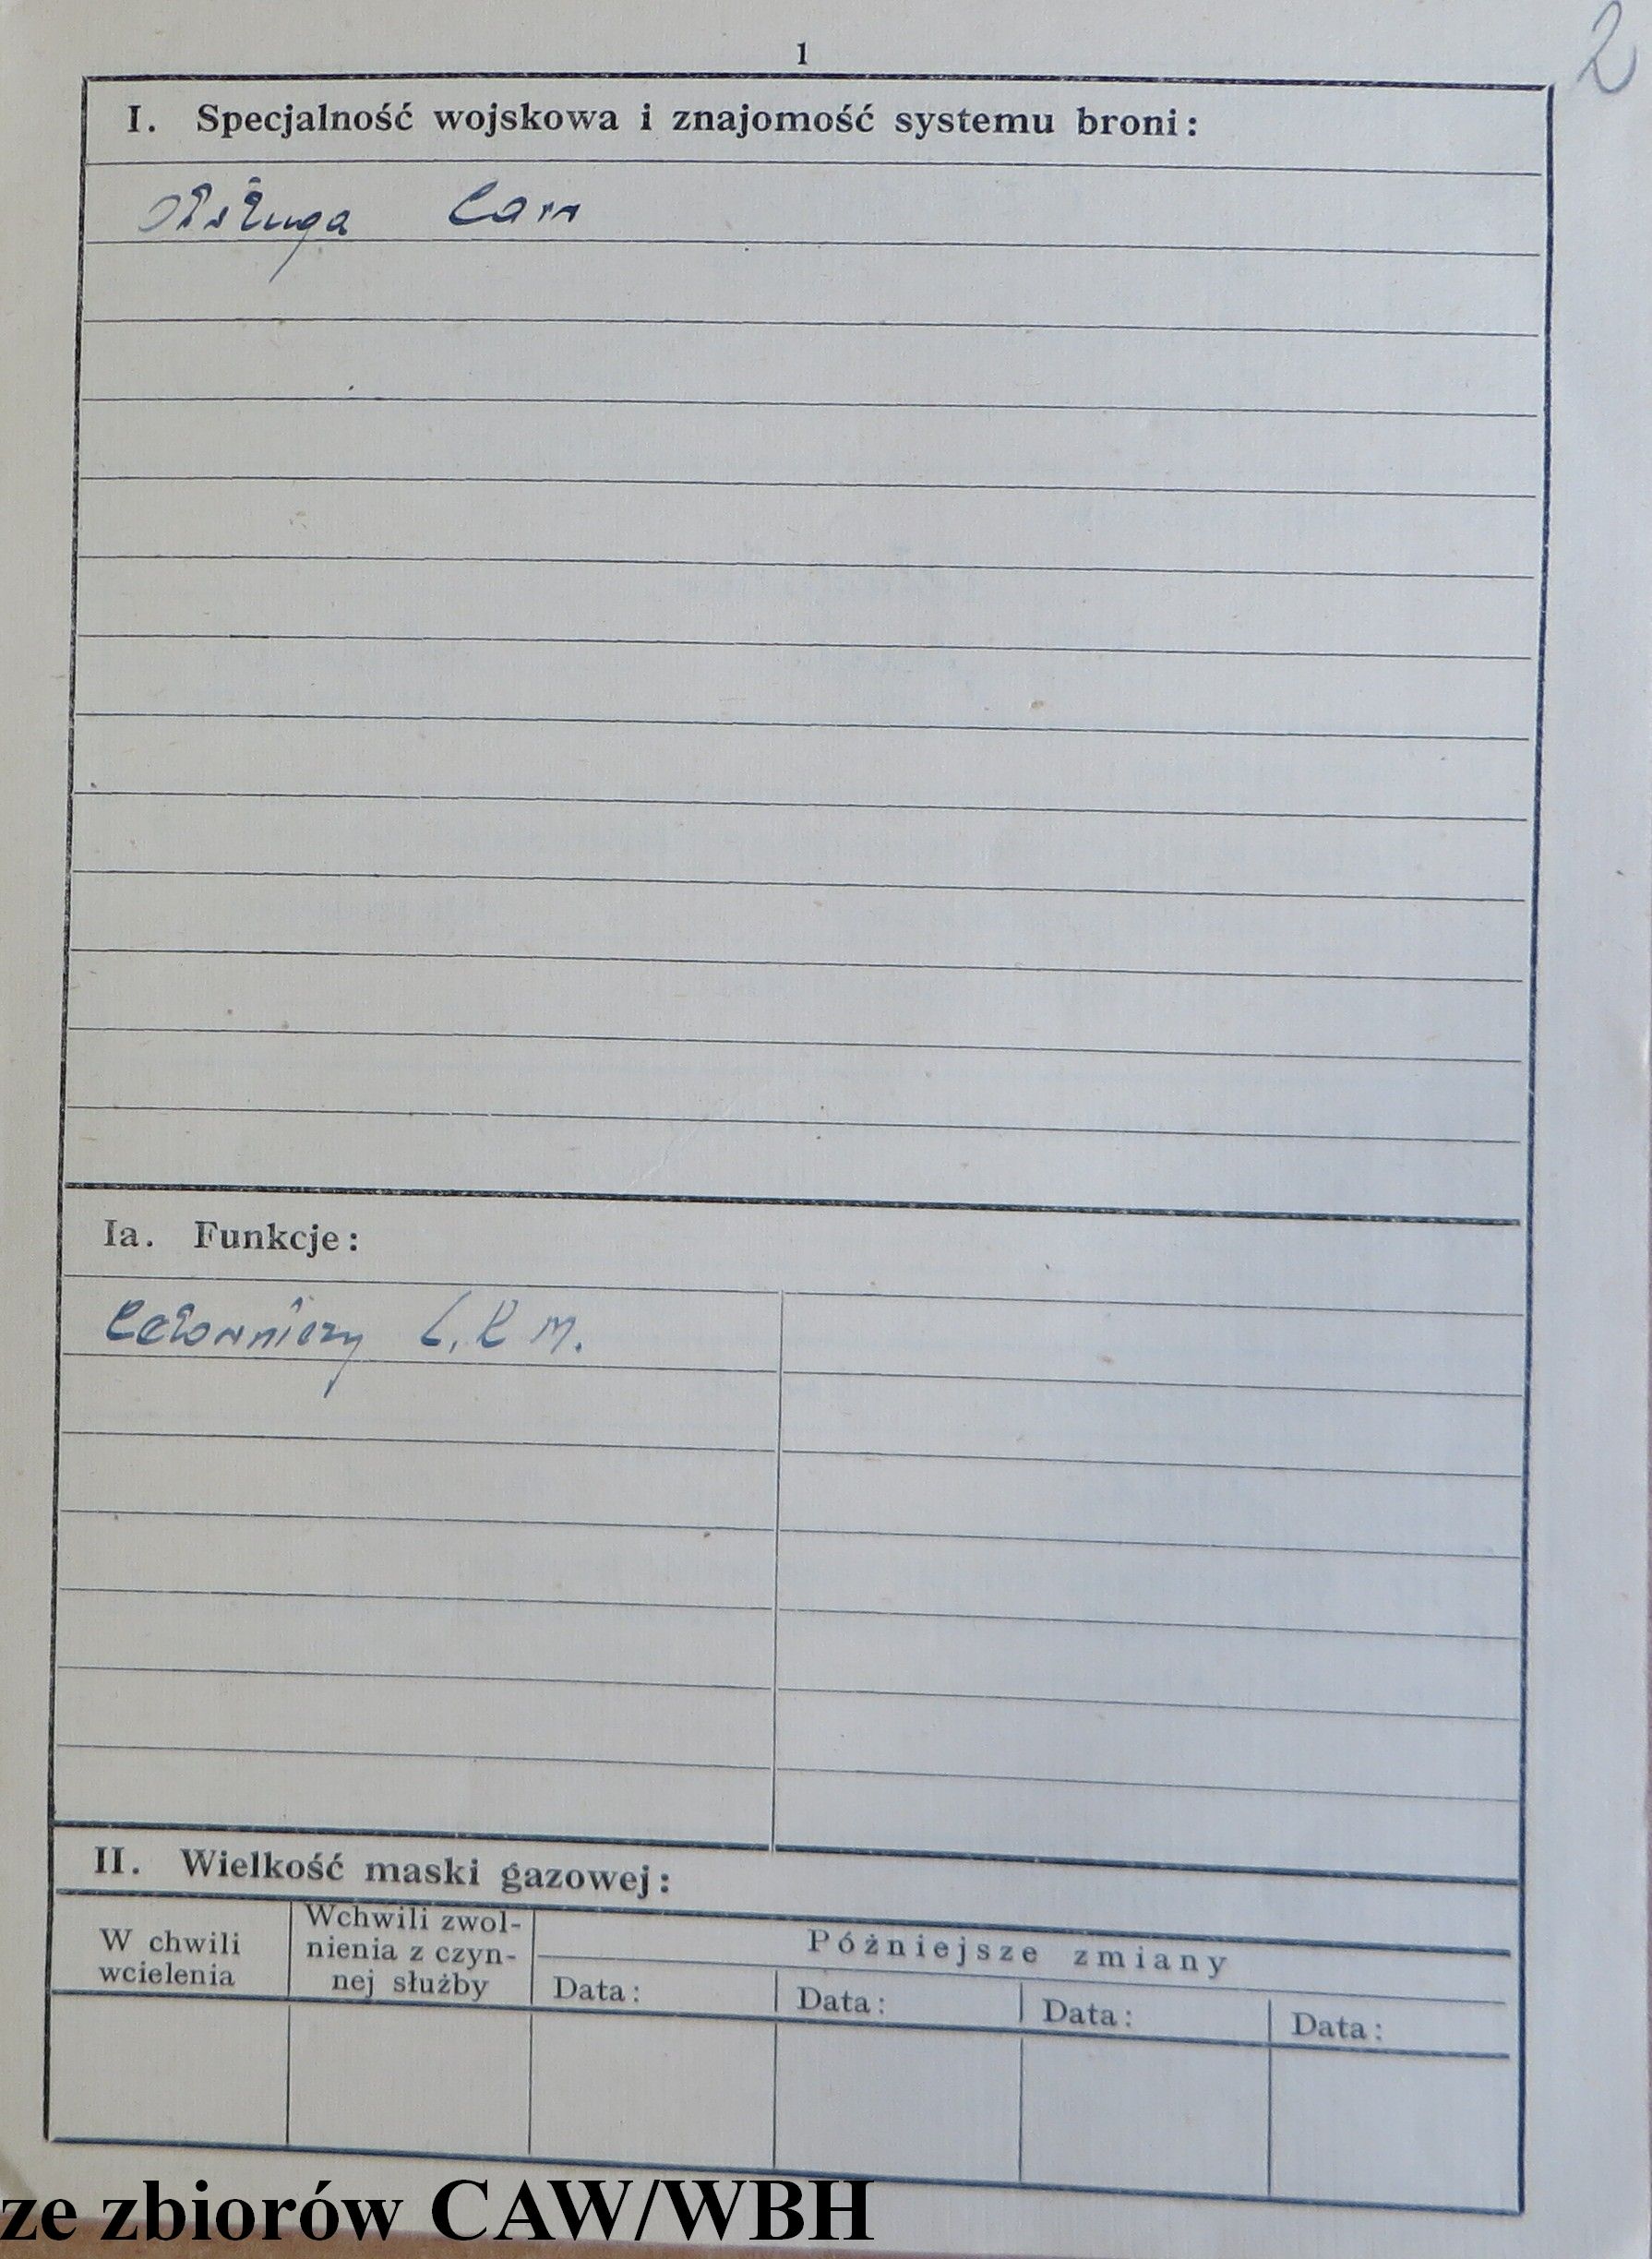 1
2
I. Specjalność wojskowa i znajomość systemu broni:
Obsługa
Ia. Funkcje:
Celowniczy L.K.M.
II. Wielkość maski gazowej:
W chwili
wcielenia
Wchwili zwol-
nienia z czyn-
nej służby
Późniejsze zmiany
Data:
Data:
Data:
Data:
ze zbiorów CAW/WBH